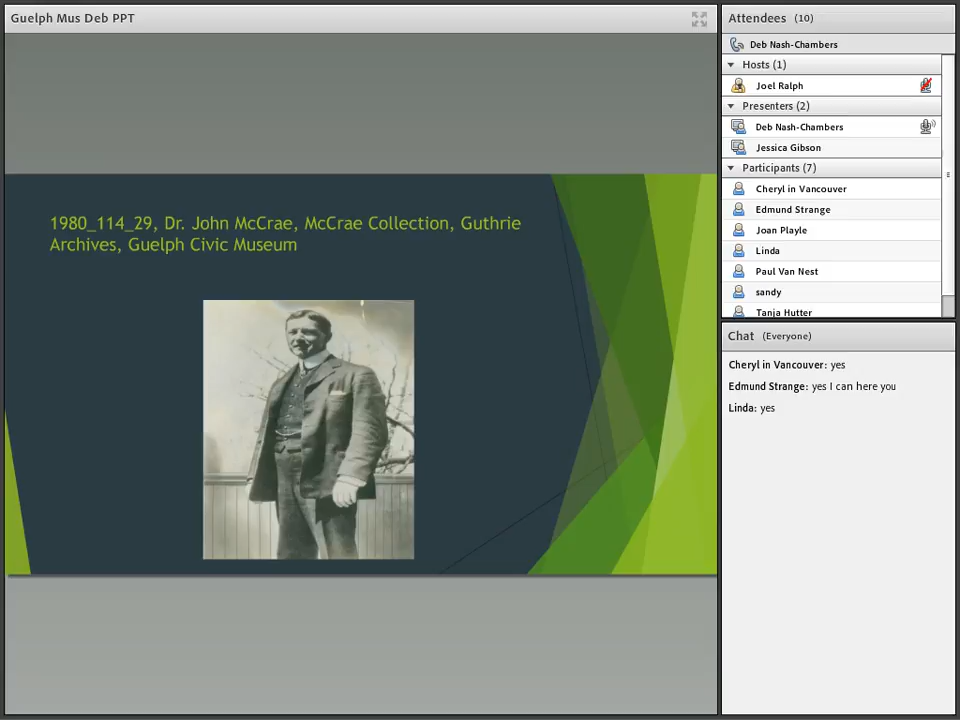 Guelph Mus Deb PPT
1980_114_29, Dr. John McCrae, McCrae Collection, Guthrie
Archives, Guelph Civic Museum
Attendees (10)
Deb Nash-Chambers
Hosts (1)
Joel Ralph
Presenters (2)
Deb Nash-Chambers
Jessica Gibson
Participants (7)
Cheryl in Vancouver
Edmund Strange
Joan Playle
Linda
Paul Van Nest
sandy
Tanja Hutter
Chat (Everyone)
Cheryl in Vancouver: yes
Edmund Strange: yes I can here you
Linda: yes